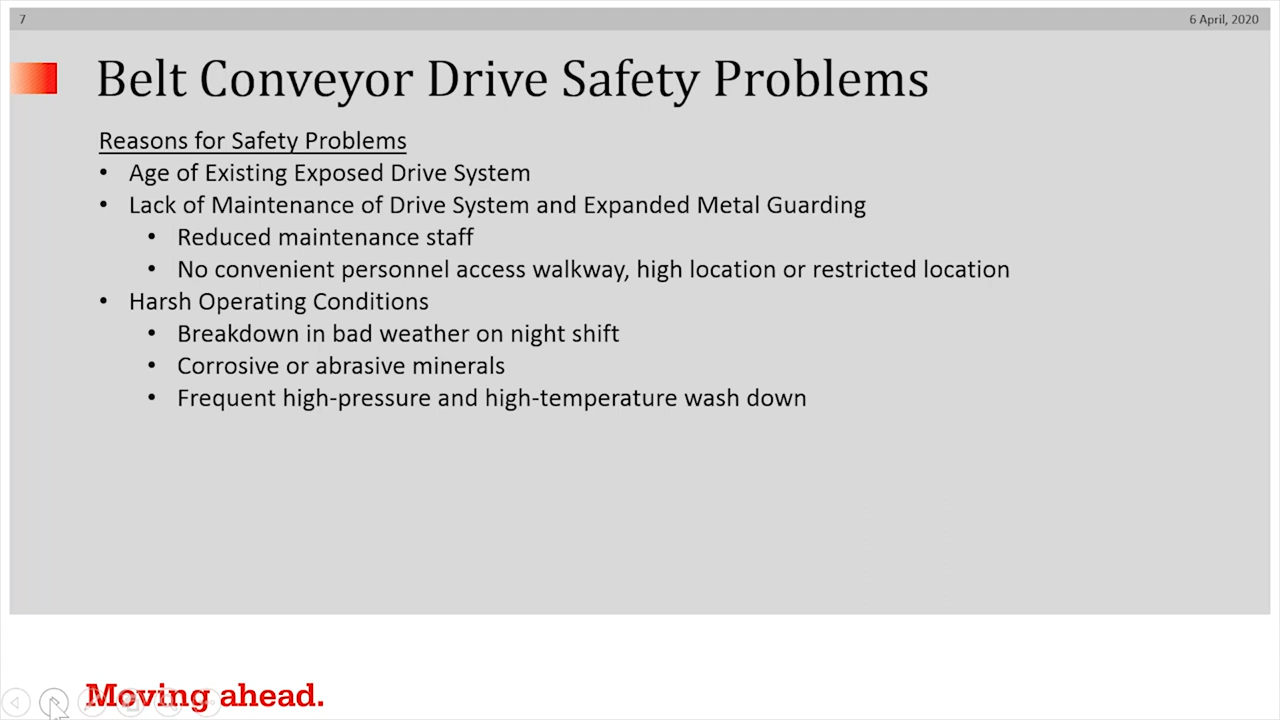 7
6 April, 2020
Belt Conveyor Drive Safety Problems
Reasons for Safety Problems
• Age of Existing Exposed Drive System
• Lack of Maintenance of Drive System and Expanded Metal Guarding
• Reduced maintenance staff
• No convenient personnel access walkway, high location or restricted location
• Harsh Operating Conditions
• Breakdown in bad weather on night shift
• Corrosive or abrasive minerals
• Frequent high-pressure and high-temperature wash down
Moving ahead.